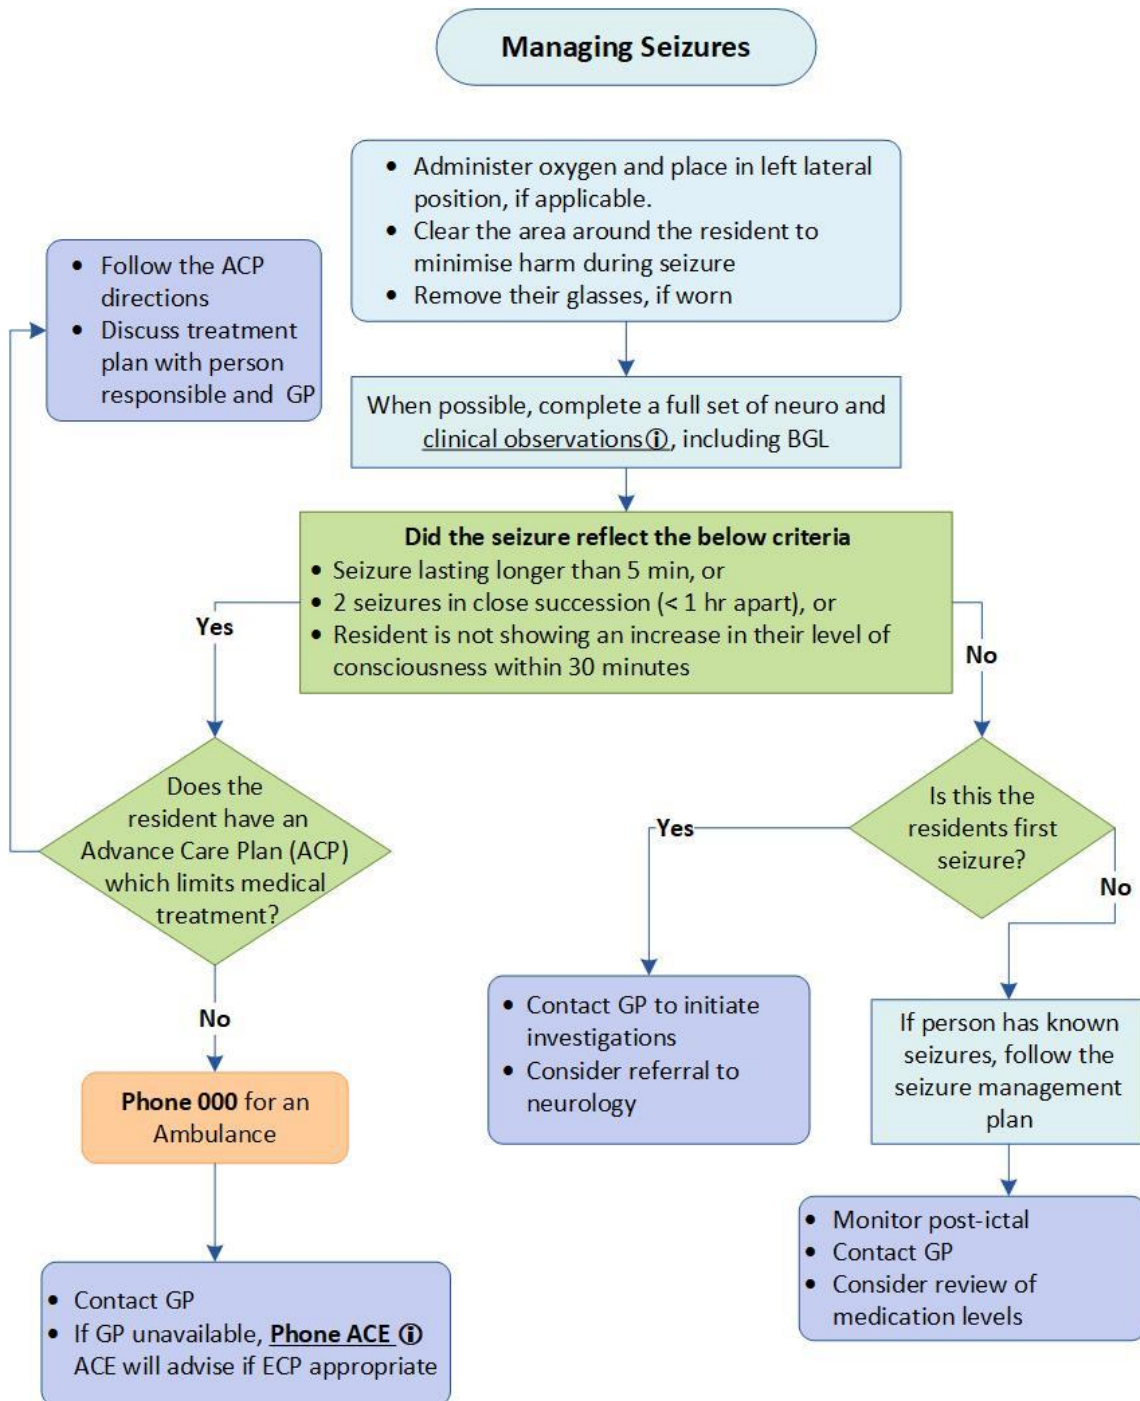 Managing Seizures
• Administer oxygen and place in left lateral
position, if applicable.
• Clear the area around the resident to
minimise harm during seizure
• Remove their glasses, if worn
• Follow the ACP
directions
• Discuss treatment
plan with person
responsible and GP
When possible, complete a full set of neuro and
clinical observationsⓘ, including BGL
Did the seizure reflect the below criteria
• Seizure lasting longer than 5 min, or
• 2 seizures in close succession (< 1 hr apart), or
• Resident is not showing an increase in their level of
consciousness within 30 minutes
Yes
No
Does the
resident have an
Advance Care Plan (ACP)
which limits medical
treatment?
Is this the
residents first
seizure?
Yes
No
No
• Contact GP to initiate
investigations
• Consider referral to
neurology
If person has known
seizures, follow the
seizure management
plan
Phone 000 for an
Ambulance
• Monitor post-ictal
• Contact GP
• Consider review of
medication levels
• Contact GP
• If GP unavailable, Phone ACE ⓘ
ACE will advise if ECP appropriate